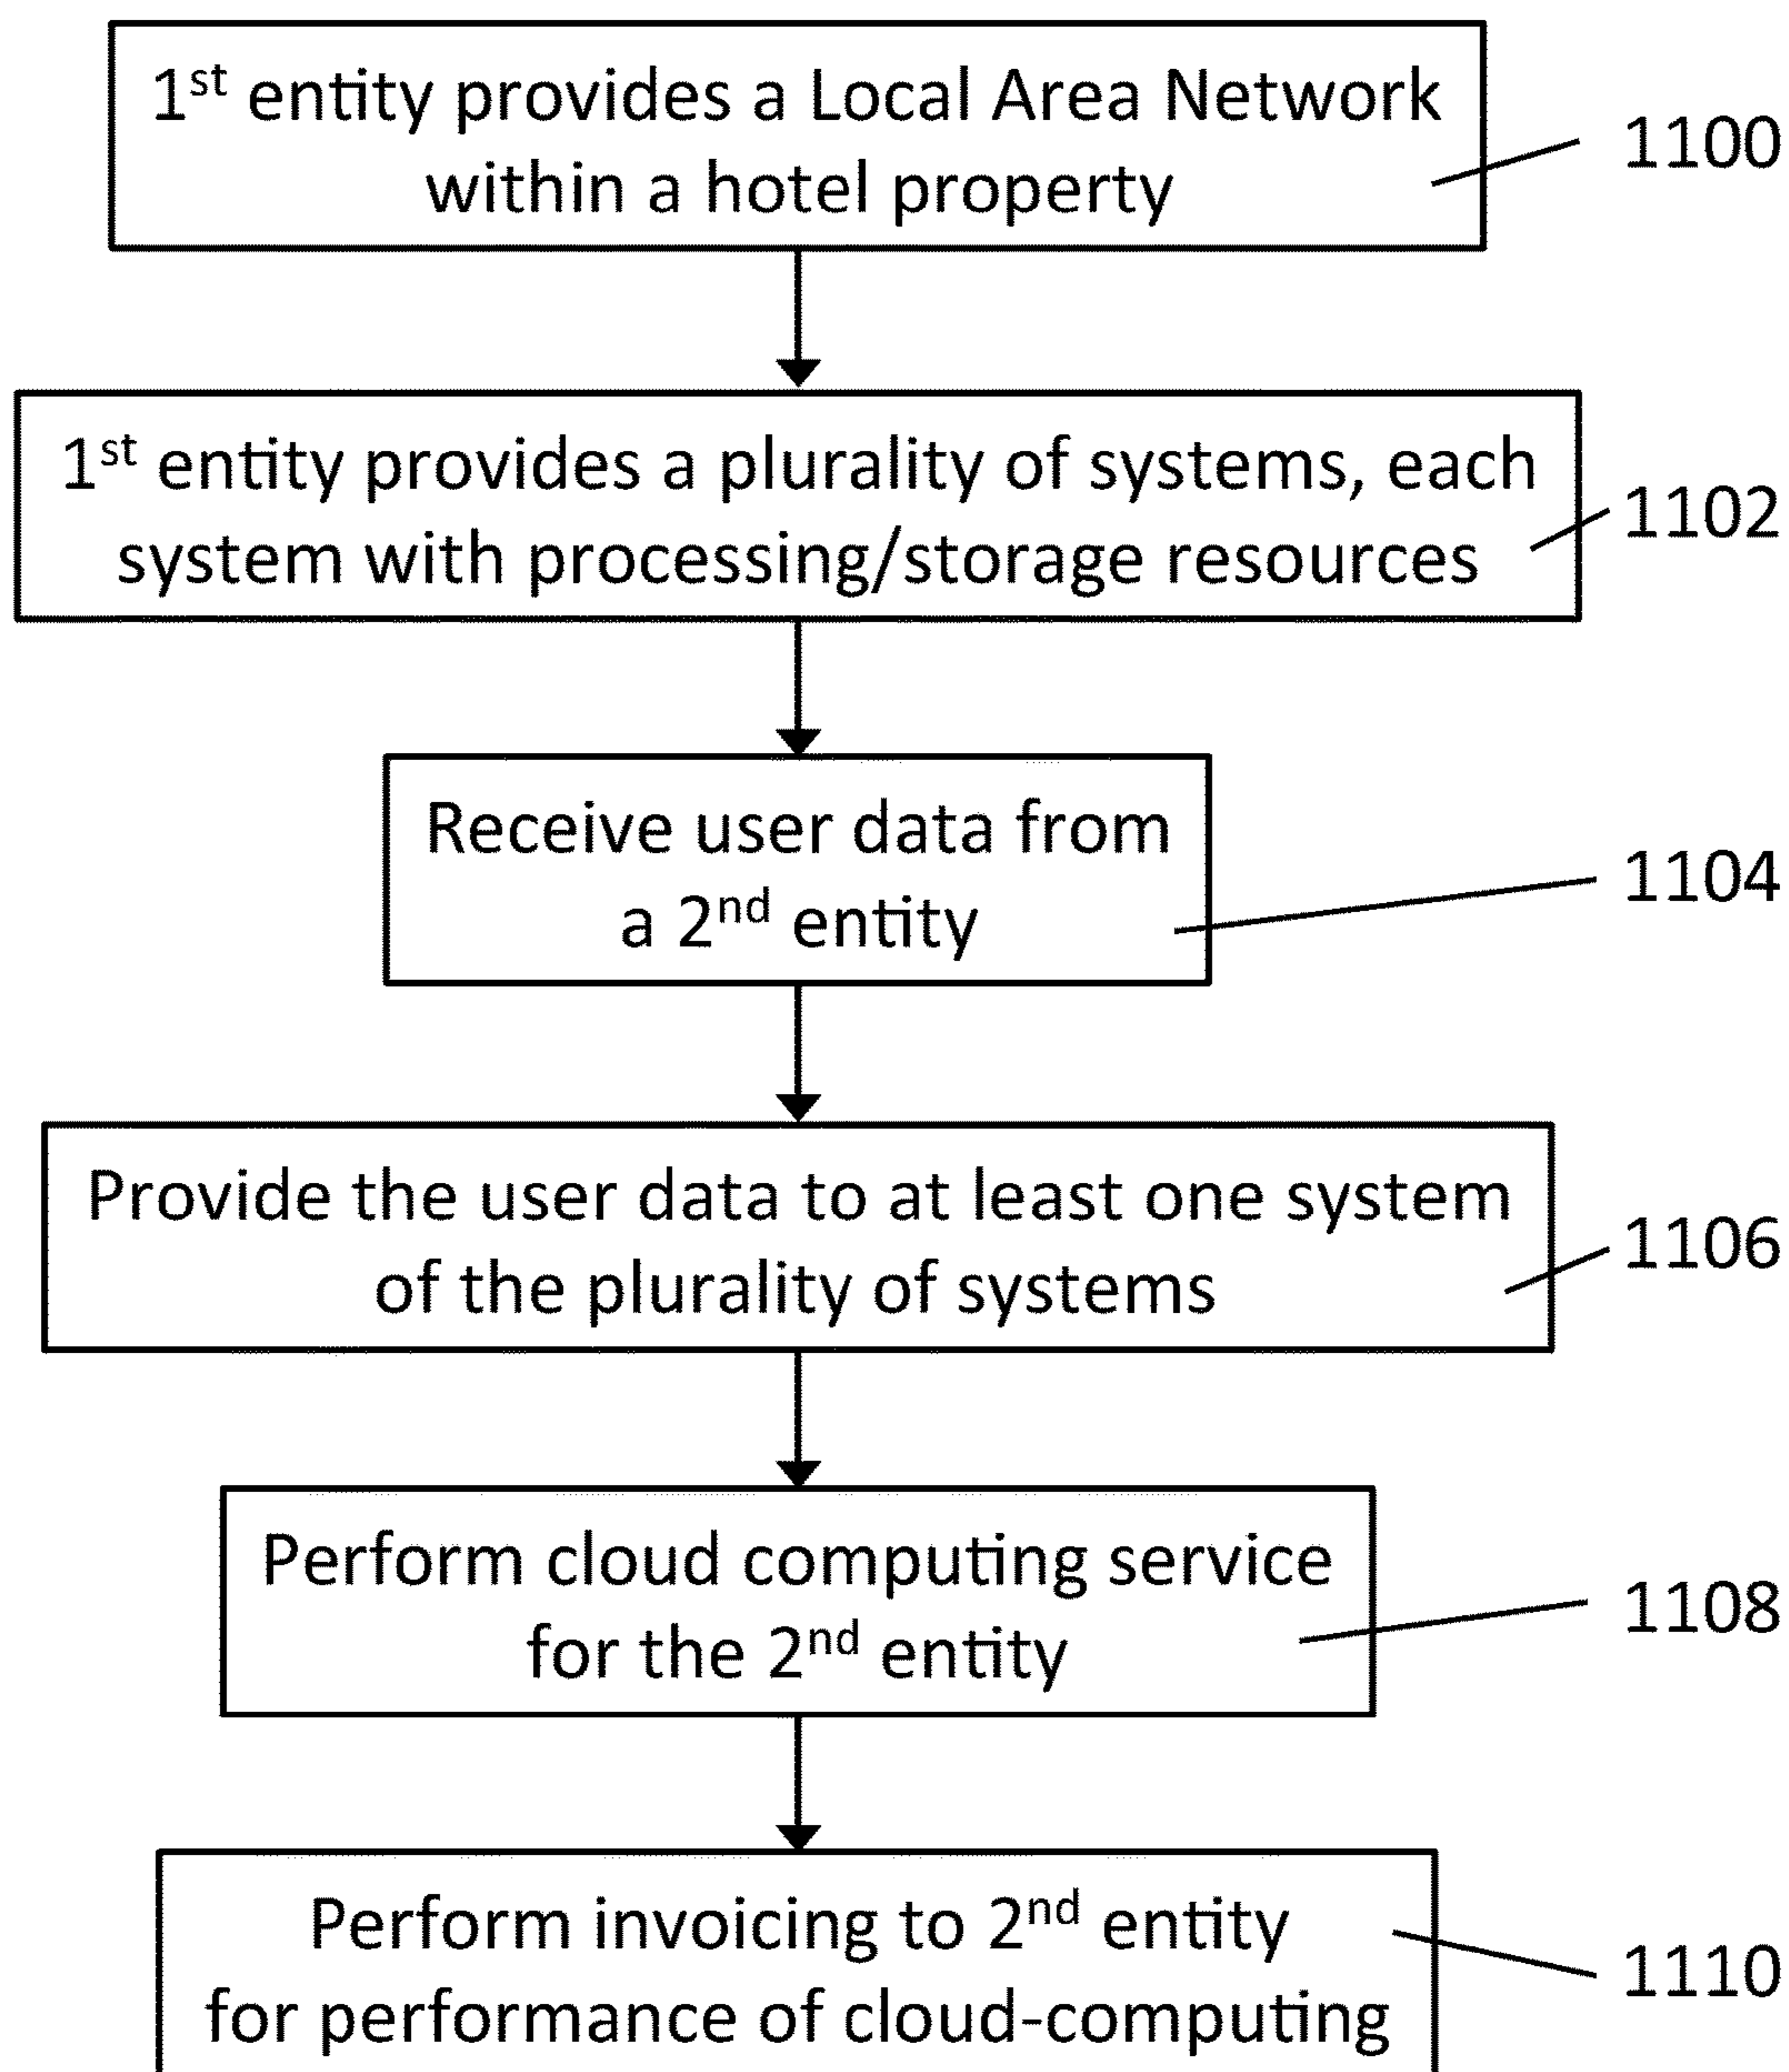 1st entity provides a Local Area Network
within a hotel property
1100
1st entity provides a plurality of systems, each
system with processing/storage resources
1102
Receive user data from
a 2nd entity
1104
Provide the user data to at least one system
of the plurality of systems
1106
Perform cloud computing service
for the 2nd entity
1108
Perform invoicing to 2nd entity
for performance of cloud-computing
1110